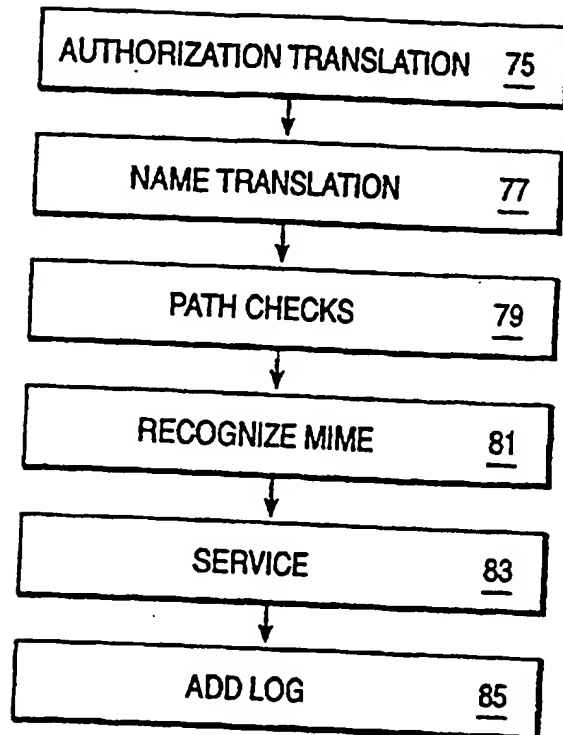 AUTHORIZATION TRANSLATION 75
NAME TRANSLATION 77
PATH CHECKS 79
RECOGNIZE MIME 81
SERVICE 83
ADD LOG 85